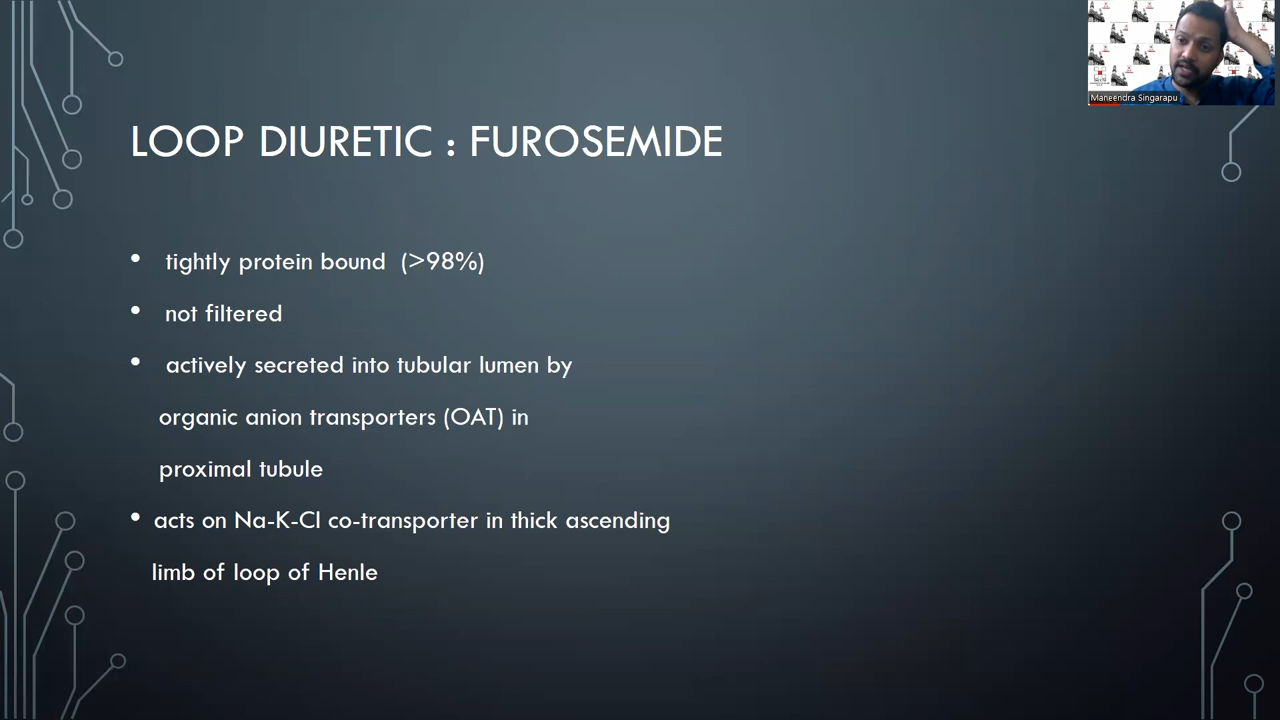 LOOP DIURETIC : FUROSEMIDE
• tightly protein bound (>98%)
• not filtered
• actively secreted into tubular lumen by
organic anion transporters (OAT) in
proximal tubule
• acts on Na-K-Cl co-transporter in thick ascending
limb of loop of Henle
Maneendra Singarapu